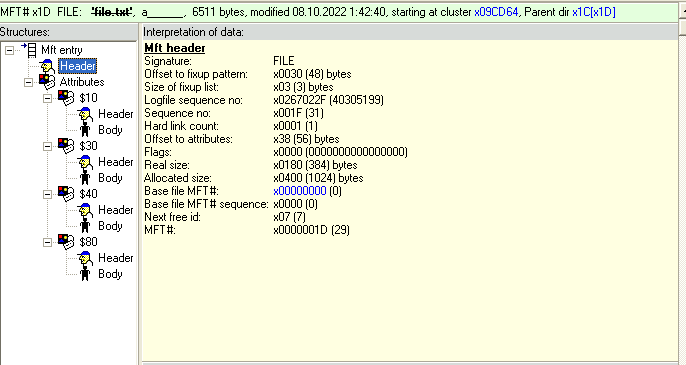 MFT# x1D FILE: 'file.txt', a______, 6511 bytes, modified 08.10.2022 1:42:40, starting at cluster x09CD64, Parent dir x1C[x1D]
Structures:
Interpretation of data:
Mft entry
Header
Attributes
$10
Header
Body
$30
Header
Body
$40
Header
Body
$80
Header
Body
Mft header
Signature: FILE
Offset to fixup pattern: x0030 (48) bytes
Size of fixup list: x03 (3) bytes
Logfile sequence no: x0267022F (40305199)
Sequence no: x001F (31)
Hard link count: x0001 (1)
Offset to attributes: x38 (56) bytes
Flags: x0000 (0000000000000000)
Real size: x0180 (384) bytes
Allocated size: x0400 (1024) bytes
Base file MFT#: x00000000 (0)
Base file MFT# sequence: x0000 (0)
Next free id: x07 (7)
MFT#: x0000001D (29)